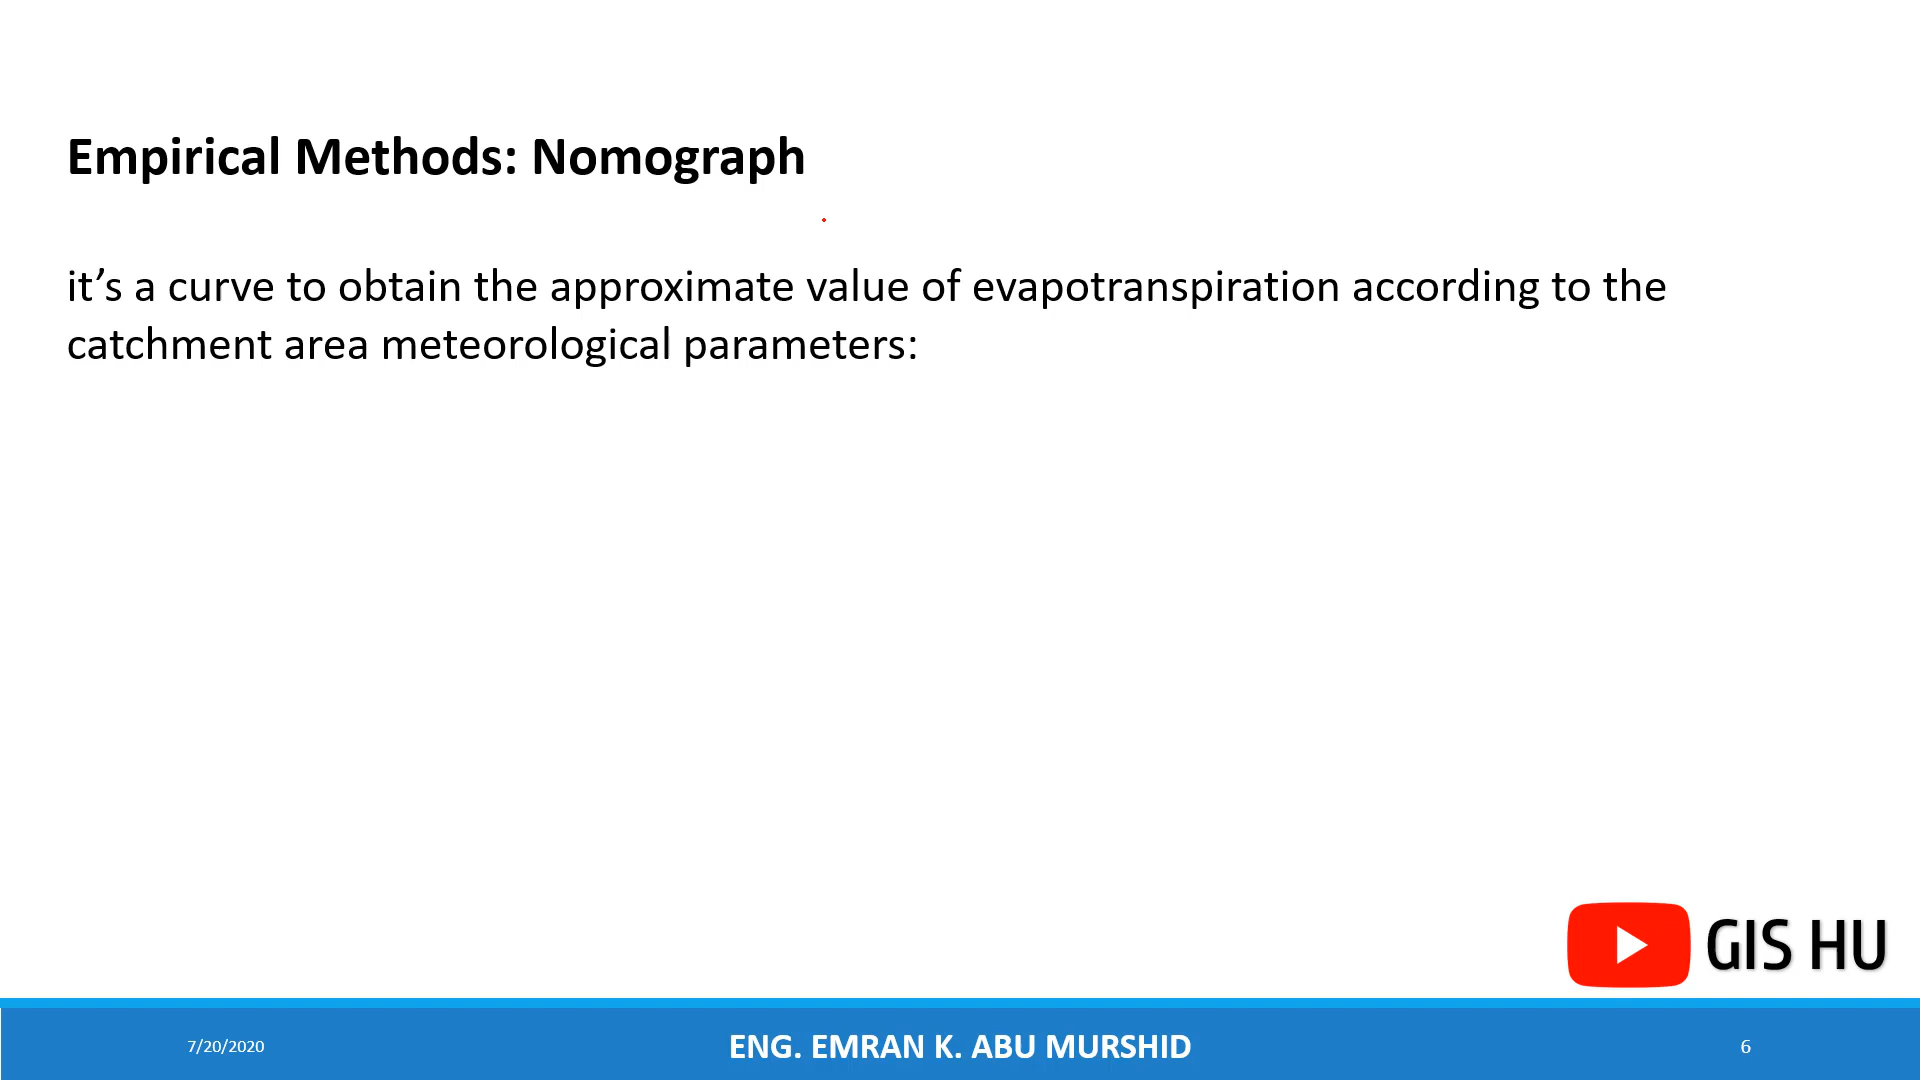 Empirical Methods: Nomograph
it’s a curve to obtain the approximate value of evapotranspiration according to the
catchment area meteorological parameters:
GIS HU
7/20/2020
ENG. EMRAN K. ABU MURSHID
6